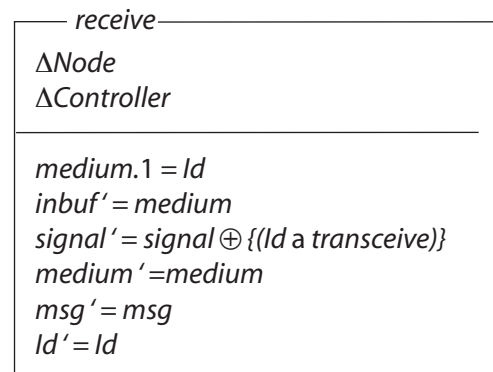 receive
ΔNode
ΔController
medium.1 = Id
inbuf‘ = medium
signal‘ = signal ⊕ {(Id a transceive)}
medium‘ =medium
msg‘ = msg
Id‘ = Id